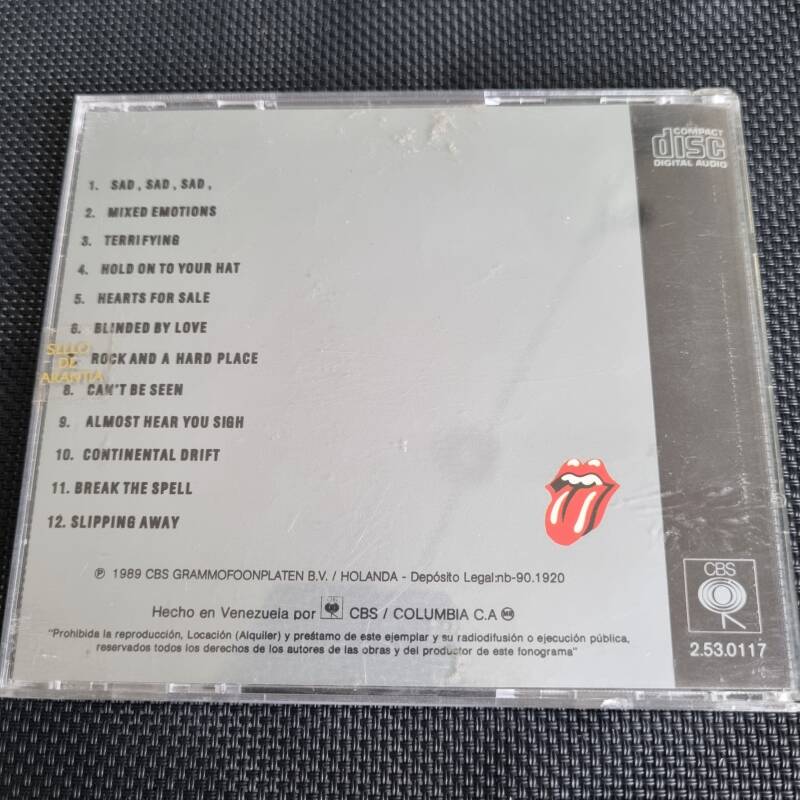 COMPACT
disc
DIGITAL AUDIO
1. SAD, SAD, SAD,
2. MIXED EMOTIONS
3. TERRIFYING
4. HOLD ON TO YOUR HAT
5. HEARTS FOR SALE
6. BLINDED BY LOVE
ROCK AND A HARD PLACE
8. CAN'T BE SEEN
9. ALMOST HEAR YOU SIGH
10. CONTINENTAL DRIFT
11. BREAK THE SPELL
12. SLIPPING AWAY
SELLO
DE
ARANTIA
℗ 1989 CBS GRAMMOFOONPLATEN B.V. / HOLANDA - Depósito Legal:nb-90.1920
Hecho en Venezuela por CBS / COLUMBIA C.A MR
"Prohibida la reproducción, Locación (Alquiler) y prestamo de este ejemplar y su radiodifusión o ejecución pública,
reservados todos los derechos de los autores de las obras y del productor de este fonograma"
CBS
2.53.0117